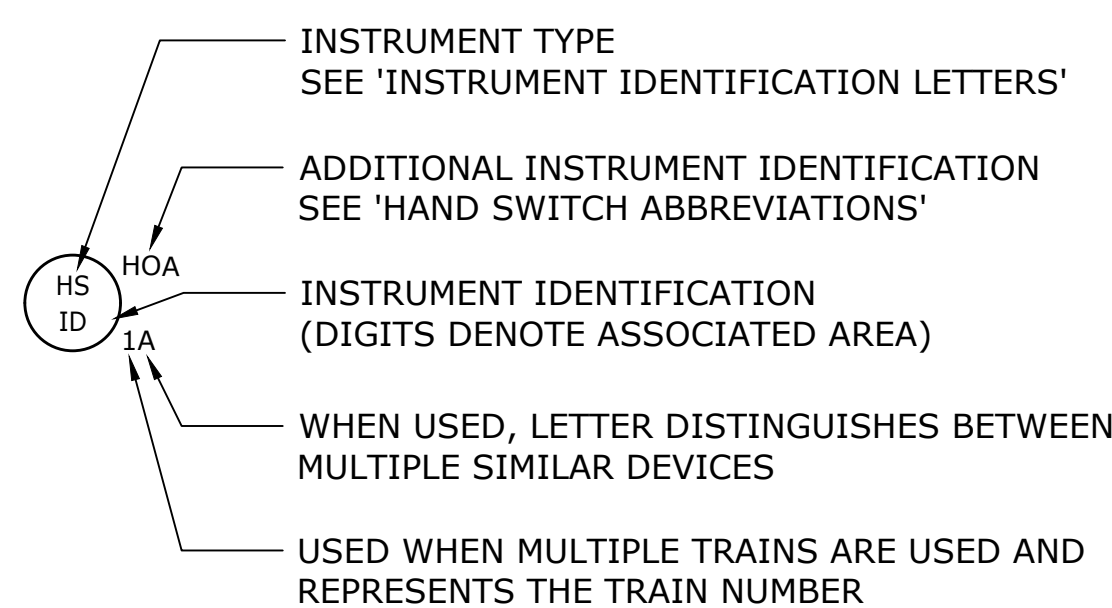 INSTRUMENT TYPE
SEE 'INSTRUMENT IDENTIFICATION LETTERS'
ADDITIONAL INSTRUMENT IDENTIFICATION
SEE 'HAND SWITCH ABBREVIATIONS'
HOA
HS
ID
1A
INSTRUMENT IDENTIFICATION
(DIGITS DENOTE ASSOCIATED AREA)
WHEN USED, LETTER DISTINGUISHES BETWEEN
MULTIPLE SIMILAR DEVICES
USED WHEN MULTIPLE TRAINS ARE USED AND
REPRESENTS THE TRAIN NUMBER